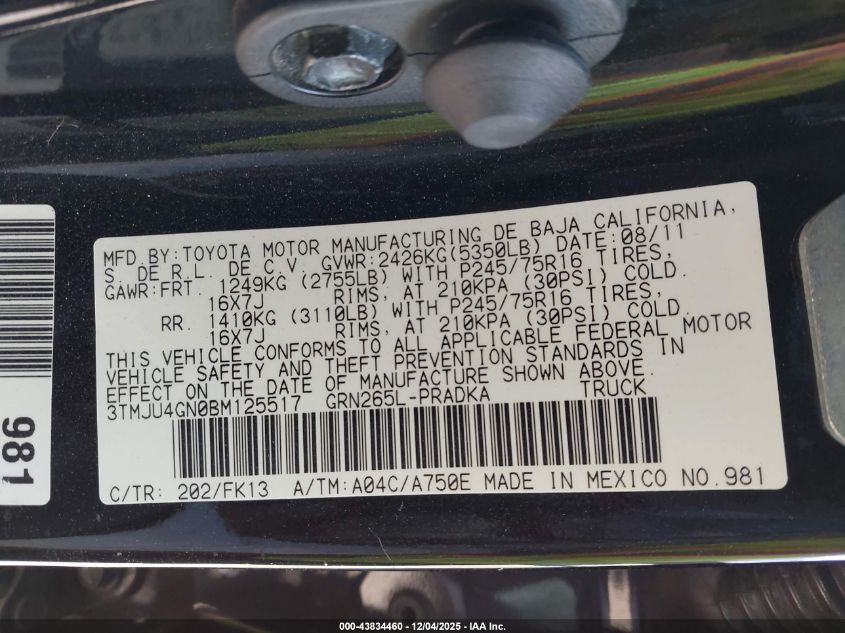 MFD.BY:TOYOTA MOTOR MANUFACTURING DE BAJA CALIFORNIA,
S. DE R.L. DE C.V. GVWR:2426KG(5350LB) DATE:08/11
GAWR:FRT. 1249KG (2755LB) WITH P245/75R16 TIRES,
16X7J RIMS, AT 210KPA (30PSI) COLD.
RR. 1410KG (3110LB) WITH P245/75R16 TIRES,
16X7J RIMS, AT 210KPA (30PSI) COLD.
THIS VEHICLE CONFORMS TO ALL APPLICABLE FEDERAL MOTOR
VEHICLE SAFETY AND THEFT PREVENTION STANDARDS IN
EFFECT ON THE DATE OF MANUFACTURE SHOWN ABOVE.
3TMJU4GN0BM125517 GRN265L-PRADKA TRUCK
C/TR: 202/FK13 A/TM:A04C/A750E MADE IN MEXICO NO.981
981
000-43834460 - 12/04/2025 - IAA Inc.